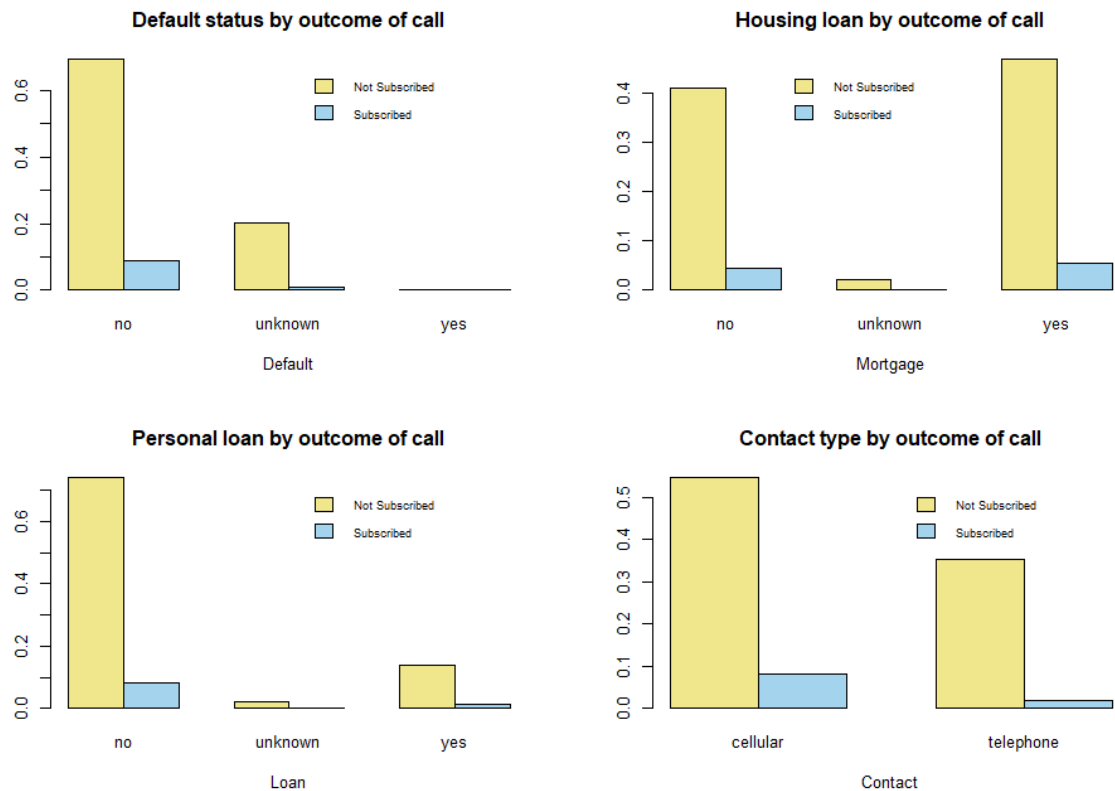 Default status by outcome of call
0.6
0.4
0.2
0.0
Not Subscribed
Subscribed
no unknown yes
Default
Housing loan by outcome of call
0.4
0.3
0.2
0.1
0.0
Not Subscribed
Subscribed
no unknown yes
Mortgage
Personal loan by outcome of call
0.6
0.4
0.2
0.0
Not Subscribed
Subscribed
no unknown yes
Loan
Contact type by outcome of call
0.5
0.4
0.3
0.2
0.1
0.0
Not Subscribed
Subscribed
cellular telephone
Contact